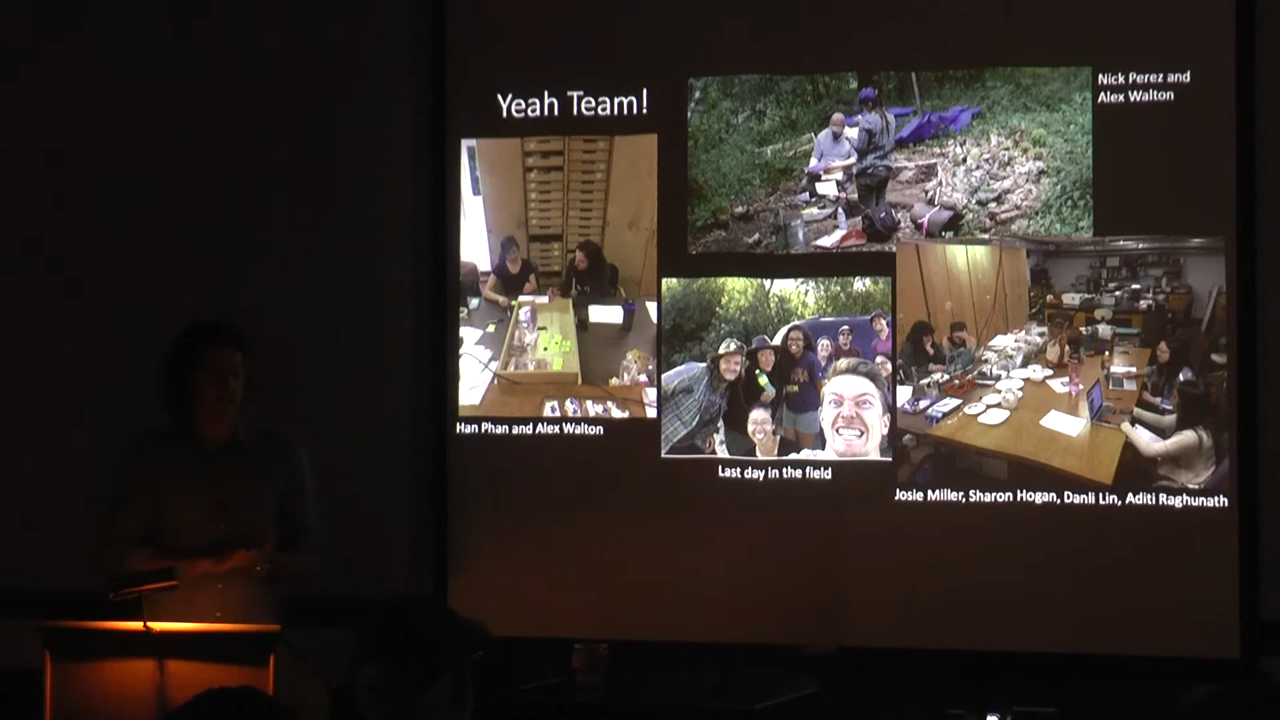 Yeah Team!
Nick Perez and
Alex Walton
Han Phan and Alex Walton
Last day in the field
Josie Miller, Sharon Hogan, Danli Lin, Aditi Raghunath